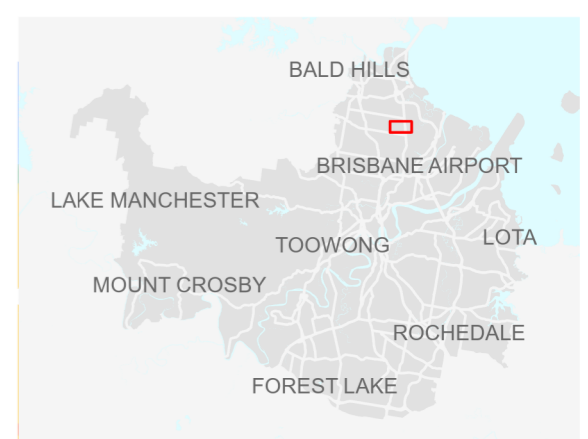 BALD HILLS
BRISBANE AIRPORT
LAKE MANCHESTER
LOTA
TOOWONG
MOUNT CROSBY
ROCHEDALE
FOREST LAKE